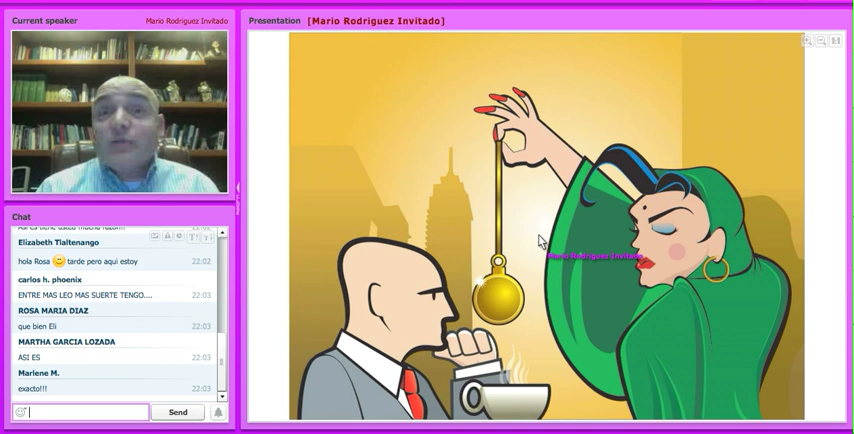 Current speaker
Mario Rodriguez Invitado
Presentation [Mario Rodriguez Invitado]
Mario Rodriguez Invitado
Chat
Elizabeth Tlaltenango
hola Rosa tarde pero aqui estoy 22:02
carlos h. phoenix
ENTRE MAS LEO MAS SUERTE TENGO.... 22:03
ROSA MARIA DIAZ
que bien Eli 22:03
MARTHA GARCIA LOZADA
ASI ES 22:03
Marlene M.
exacto!!! 22:03
Send